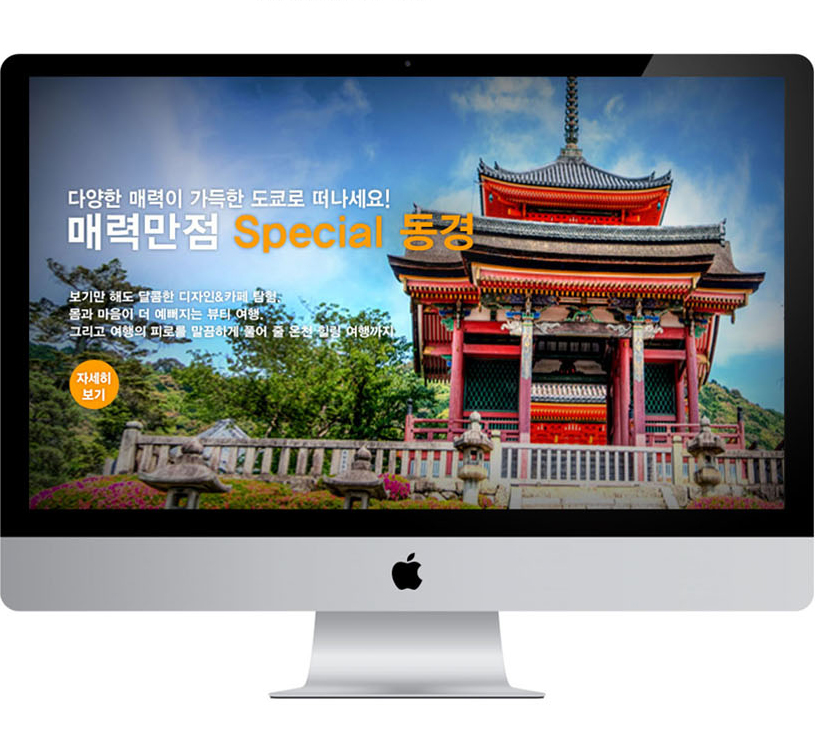 다양한 매력이 가득한 도쿄로 떠나세요!
매력만점 Special 동경
보기만 해도 달콤한 디자인&카페 탐험,
몸과 마음이 더 예뻐지는 뷰티 여행,
그리고 여행의 피로를 말끔하게 풀어 줄 온천 힐링 여행까지
자세히
보기